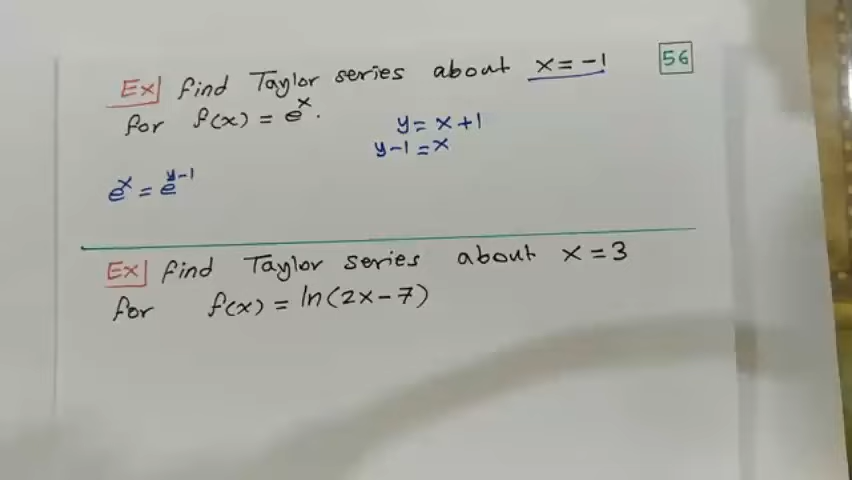 Ex| find Taylor series about x = -1
56
for f(x) = e^x.
y = x + 1
y - 1 = x
e^x = e^{y-1}
Ex| find Taylor series about x = 3
for f(x) = ln(2x - 7)